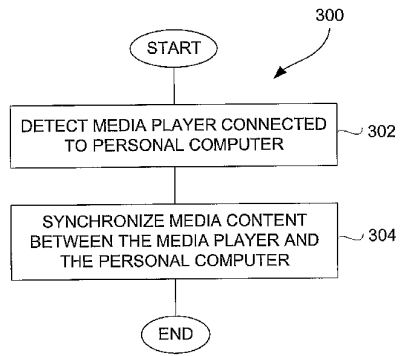 300
START
DETECT MEDIA PLAYER CONNECTED
TO PERSONAL COMPUTER
302
SYNCHRONIZE MEDIA CONTENT
BETWEEN THE MEDIA PLAYER AND
THE PERSONAL COMPUTER
304
END